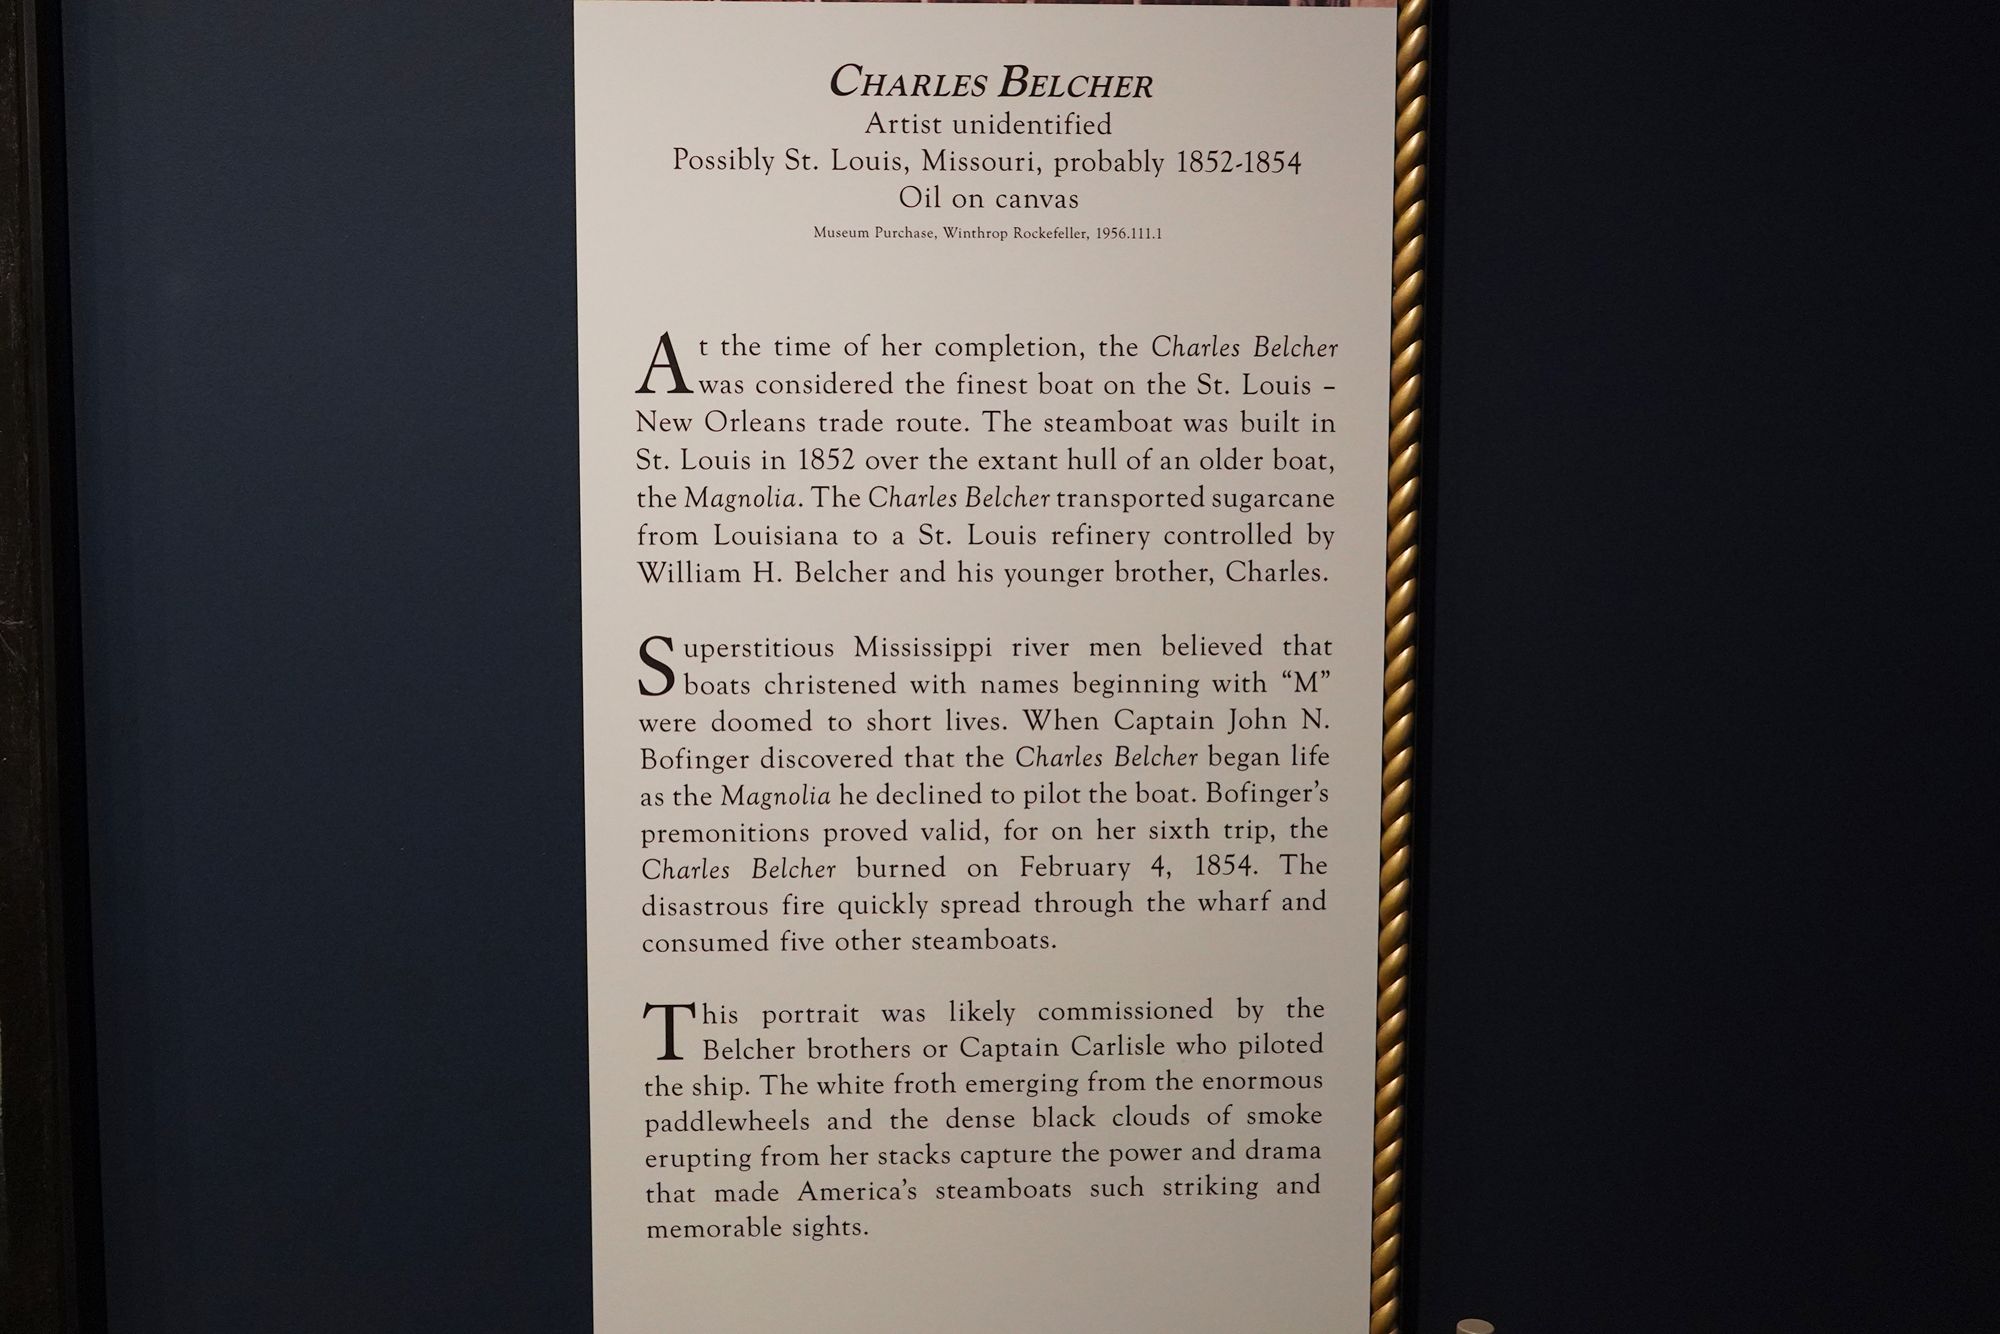 CHARLES BELCHER
Artist unidentified
Possibly St. Louis, Missouri, probably 1852-1854
Oil on canvas
Museum Purchase, Winthrop Rockefeller, 1956.111.1
At the time of her completion, the Charles Belcher
was considered the finest boat on the St. Louis –
New Orleans trade route. The steamboat was built in
St. Louis in 1852 over the extant hull of an older boat,
the Magnolia. The Charles Belcher transported sugarcane
from Louisiana to a St. Louis refinery controlled by
William H. Belcher and his younger brother, Charles.
Superstitious Mississippi river men believed that
boats christened with names beginning with “M”
were doomed to short lives. When Captain John N.
Bofinger discovered that the Charles Belcher began life
as the Magnolia he declined to pilot the boat. Bofinger’s
premonitions proved valid, for on her sixth trip, the
Charles Belcher burned on February 4, 1854. The
disastrous fire quickly spread through the wharf and
consumed five other steamboats.
This portrait was likely commissioned by the
Belcher brothers or Captain Carlisle who piloted
the ship. The white froth emerging from the enormous
paddlewheels and the dense black clouds of smoke
erupting from her stacks capture the power and drama
that made America’s steamboats such striking and
memorable sights.